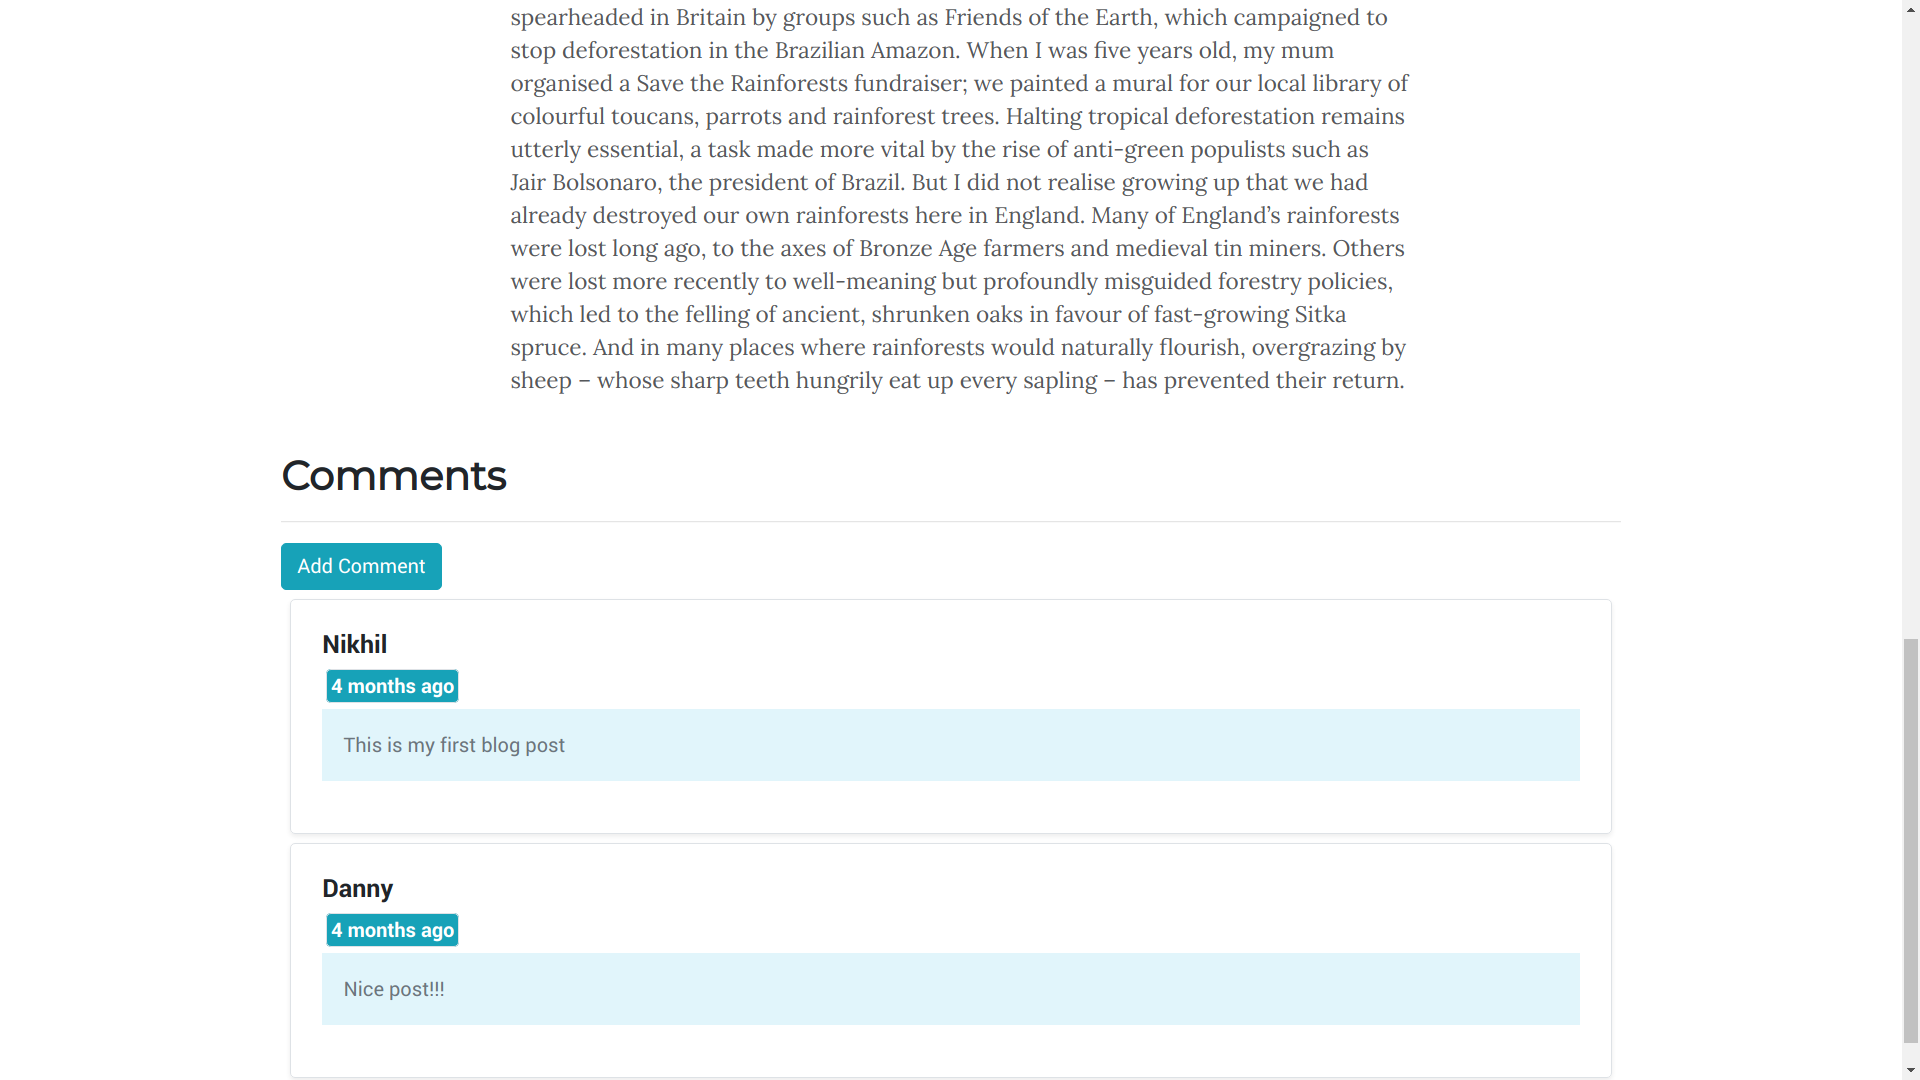 spearheaded in Britain by groups such as Friends of the Earth, which campaigned to
stop deforestation in the Brazilian Amazon. When I was five years old, my mum
organised a Save the Rainforests fundraiser; we painted a mural for our local library of
colourful toucans, parrots and rainforest trees. Halting tropical deforestation remains
utterly essential, a task made more vital by the rise of anti-green populists such as
Jair Bolsonaro, the president of Brazil. But I did not realise growing up that we had
already destroyed our own rainforests here in England. Many of England’s rainforests
were lost long ago, to the axes of Bronze Age farmers and medieval tin miners. Others
were lost more recently to well-meaning but profoundly misguided forestry policies,
which led to the felling of ancient, shrunken oaks in favour of fast-growing Sitka
spruce. And in many places where rainforests would naturally flourish, overgrazing by
sheep – whose sharp teeth hungrily eat up every sapling – has prevented their return.
Comments
Add Comment
Nikhil
4 months ago
This is my first blog post
Danny
4 months ago
Nice post!!!